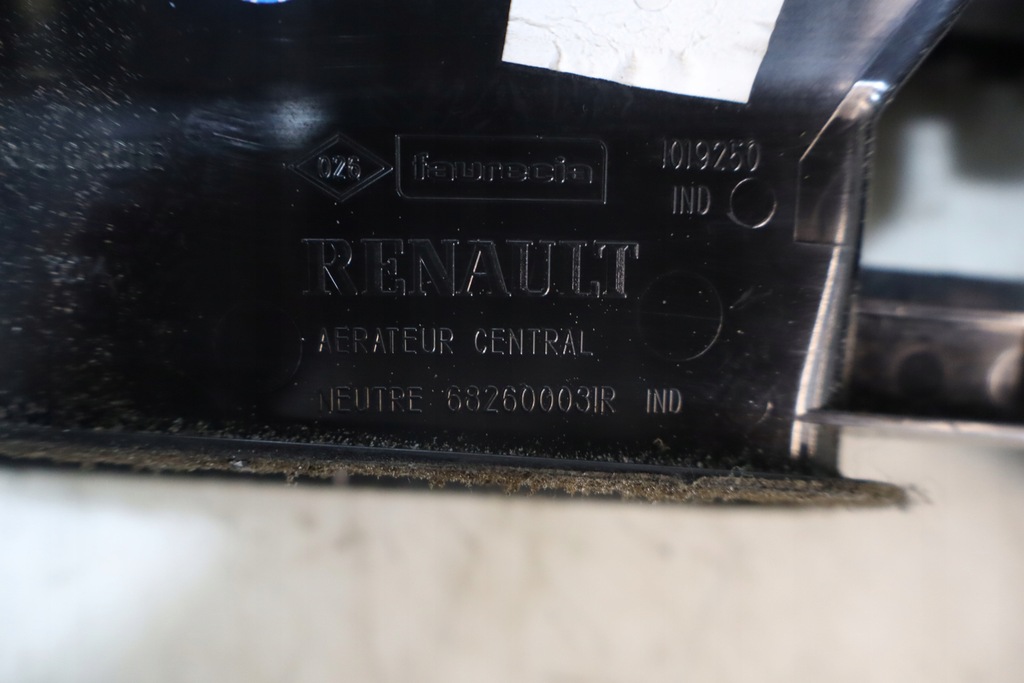 026 faurecia 1019250
IND
RENAULT
AERATEUR CENTRAL
NEUTRE 682600031R IND